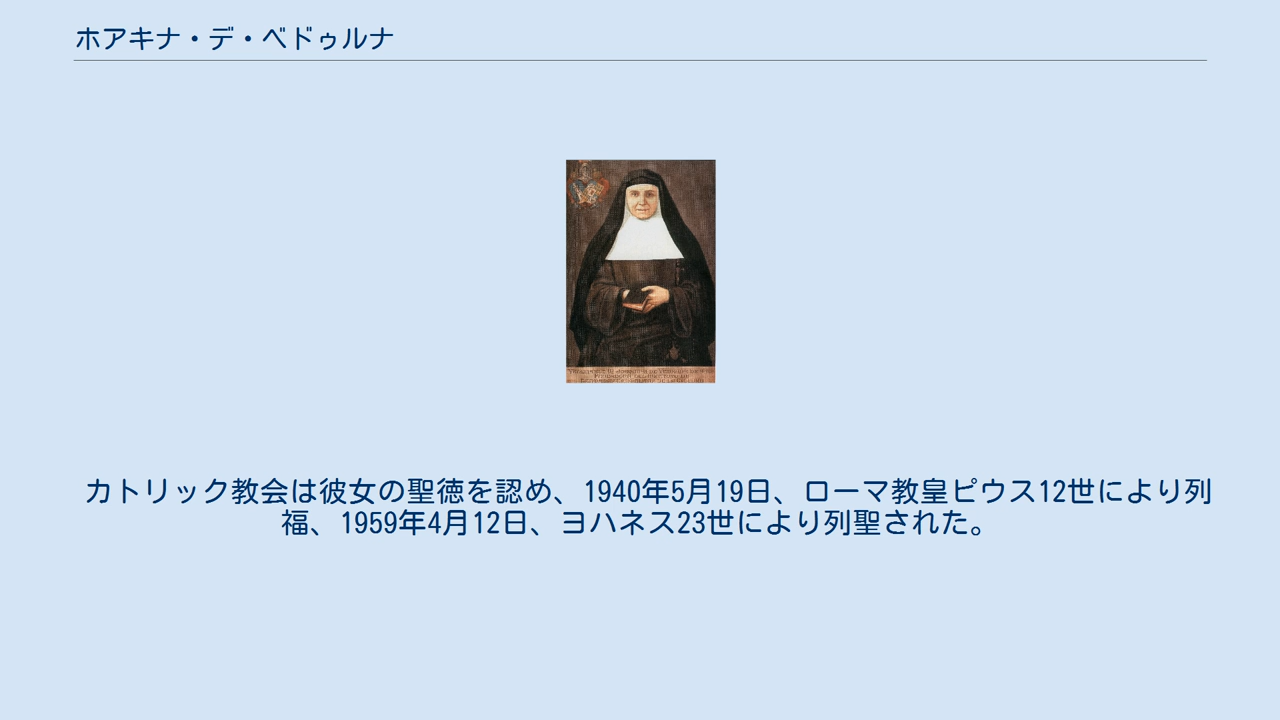 ホアキナ・デ・ベドゥルナ
カトリック教会は彼女の聖徳を認め、1940年5月19日、ローマ教皇ピウス12世により列
福、1959年4月12日、ヨハネス23世により列聖された。